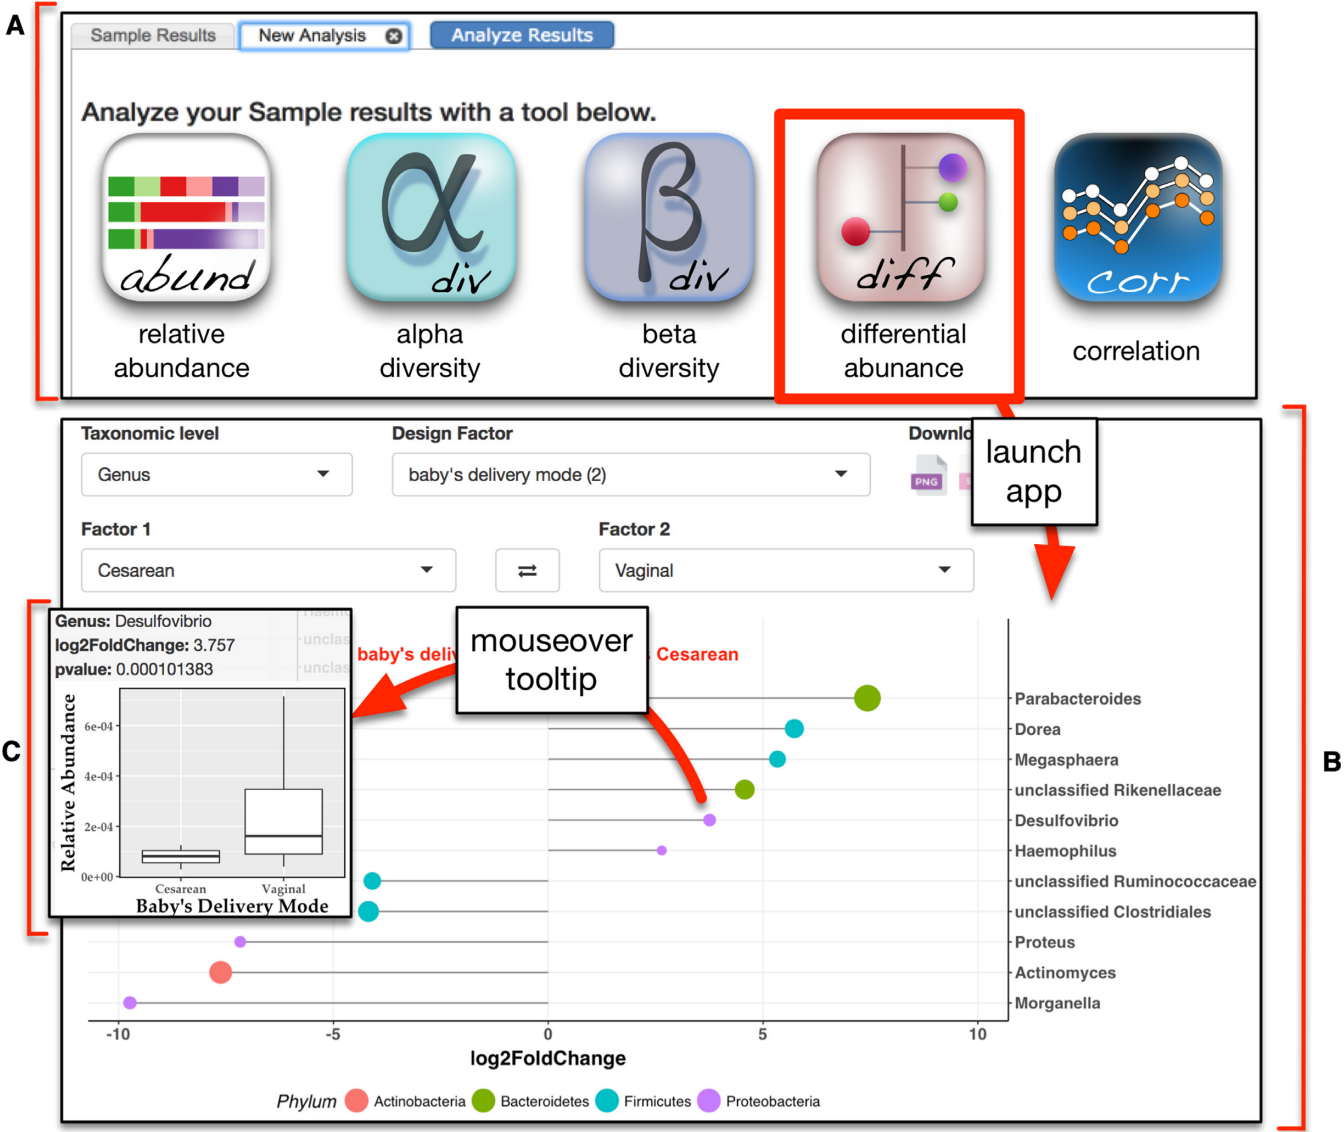 A
Sample Results
New Analysis
Analyze Results
Analyze your Sample results with a tool below.
abund
div
div
diff
corr
relative
abundance
alpha
diversity
beta
diversity
differential
abunance
correlation
B
Taxonomic level
Design Factor
Downlo
Genus
baby's delivery mode (2)
PNG
launch
app
Factor 1
Factor 2
Cesarean
Vaginal
C
Genus: Desulfovibrio
log2FoldChange: 3.757
pvalue: 0.000101383
unclas
unclas
Relative Abundance
6e-04
4e-04
2e-04
0e+00
Cesarean
Vaginal
Baby's Delivery Mode
mouseover
tooltip
baby's deliv
Cesarean
Parabacteroides
Dorea
Megasphaera
unclassified Rikenellaceae
Desulfovibrio
Haemophilus
unclassified Ruminococcaceae
unclassified Clostridiales
Proteus
Actinomyces
Morganella
-10
-5
0
5
10
log2FoldChange
Phylum
Actinobacteria
Bacteroidetes
Firmicutes
Proteobacteria